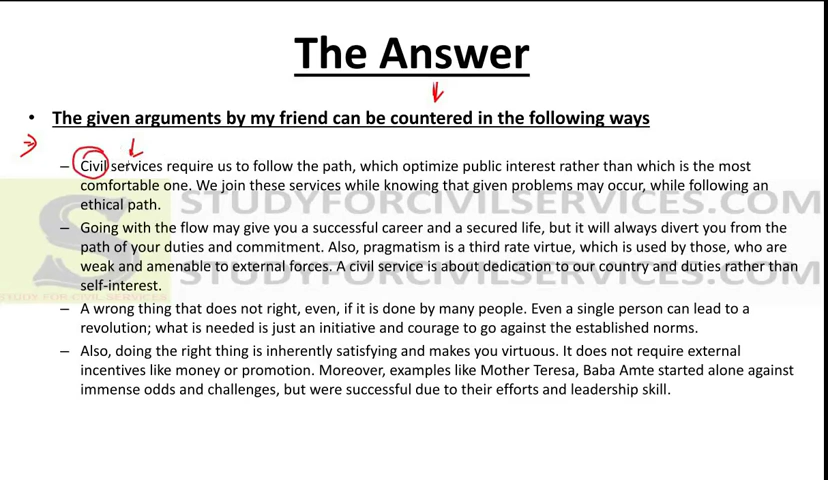 The Answer
• The given arguments by my friend can be countered in the following ways
– Civil services require us to follow the path, which optimize public interest rather than which is the most
comfortable one. We join these services while knowing that given problems may occur, while following an
ethical path.
– Going with the flow may give you a successful career and a secured life, but it will always divert you from the
path of your duties and commitment. Also, pragmatism is a third rate virtue, which is used by those, who are
weak and amenable to external forces. A civil service is about dedication to our country and duties rather than
self-interest.
– A wrong thing that does not right, even, if it is done by many people. Even a single person can lead to a
revolution; what is needed is just an initiative and courage to go against the established norms.
– Also, doing the right thing is inherently satisfying and makes you virtuous. It does not require external
incentives like money or promotion. Moreover, examples like Mother Teresa, Baba Amte started alone against
immense odds and challenges, but were successful due to their efforts and leadership skill.
STUDYFORCIVILSERVICES.COM
STUDYFORCIVILSERVICES.COM
STUDY FOR CIVIL SERVICES